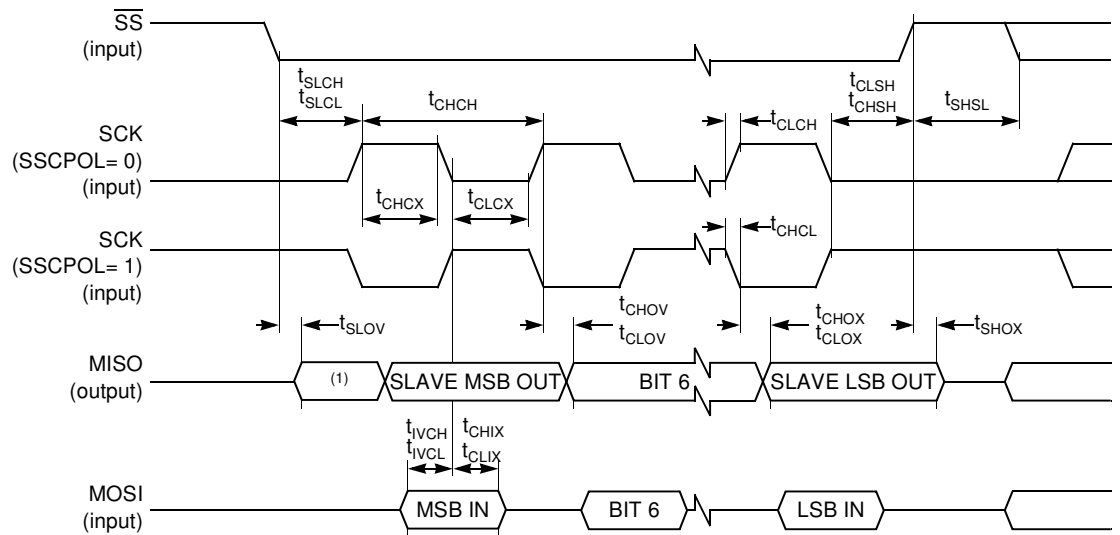 SS
(input)
tSLCH
tSLCL
tCHCH
tCLCH
tCLSH
tCHSH
tSHSL
SCK
(SSCPOL= 0)
(input)
tCHCX
tCLCX
tCHCL
SCK
(SSCPOL= 1)
(input)
tSLOV
tCHOV
tCLOV
tCHOX
tCLOX
tSHOX
MISO
(output)
(1)
SLAVE MSB OUT
BIT 6
SLAVE LSB OUT
tIVCH
tIVCL
tCHIX
tCLIX
MOSI
(input)
MSB IN
BIT 6
LSB IN